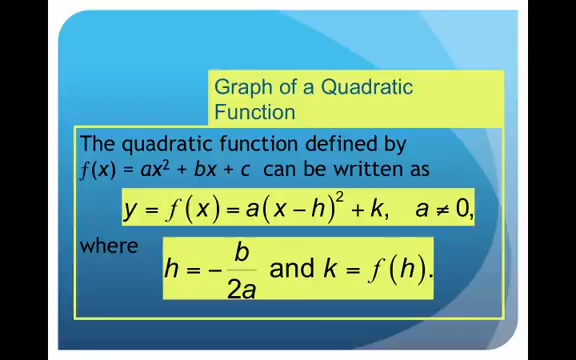 Graph of a Quadratic
Function
The quadratic function defined by
f(x) = ax² + bx + c can be written as
y = f(x) = a(x − h)² + k, a ≠ 0,
where
h = −b/2a and k = f(h).